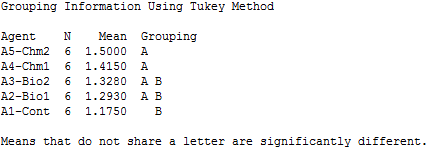 Grouping Information Using Tukey Method
Agent N Mean Grouping
A5-Chm2 6 1.5000 A
A4-Chm1 6 1.4150 A
A3-Bio2 6 1.3280 A B
A2-Bio1 6 1.2930 A B
A1-Cont 6 1.1750 B
Means that do not share a letter are significantly different.